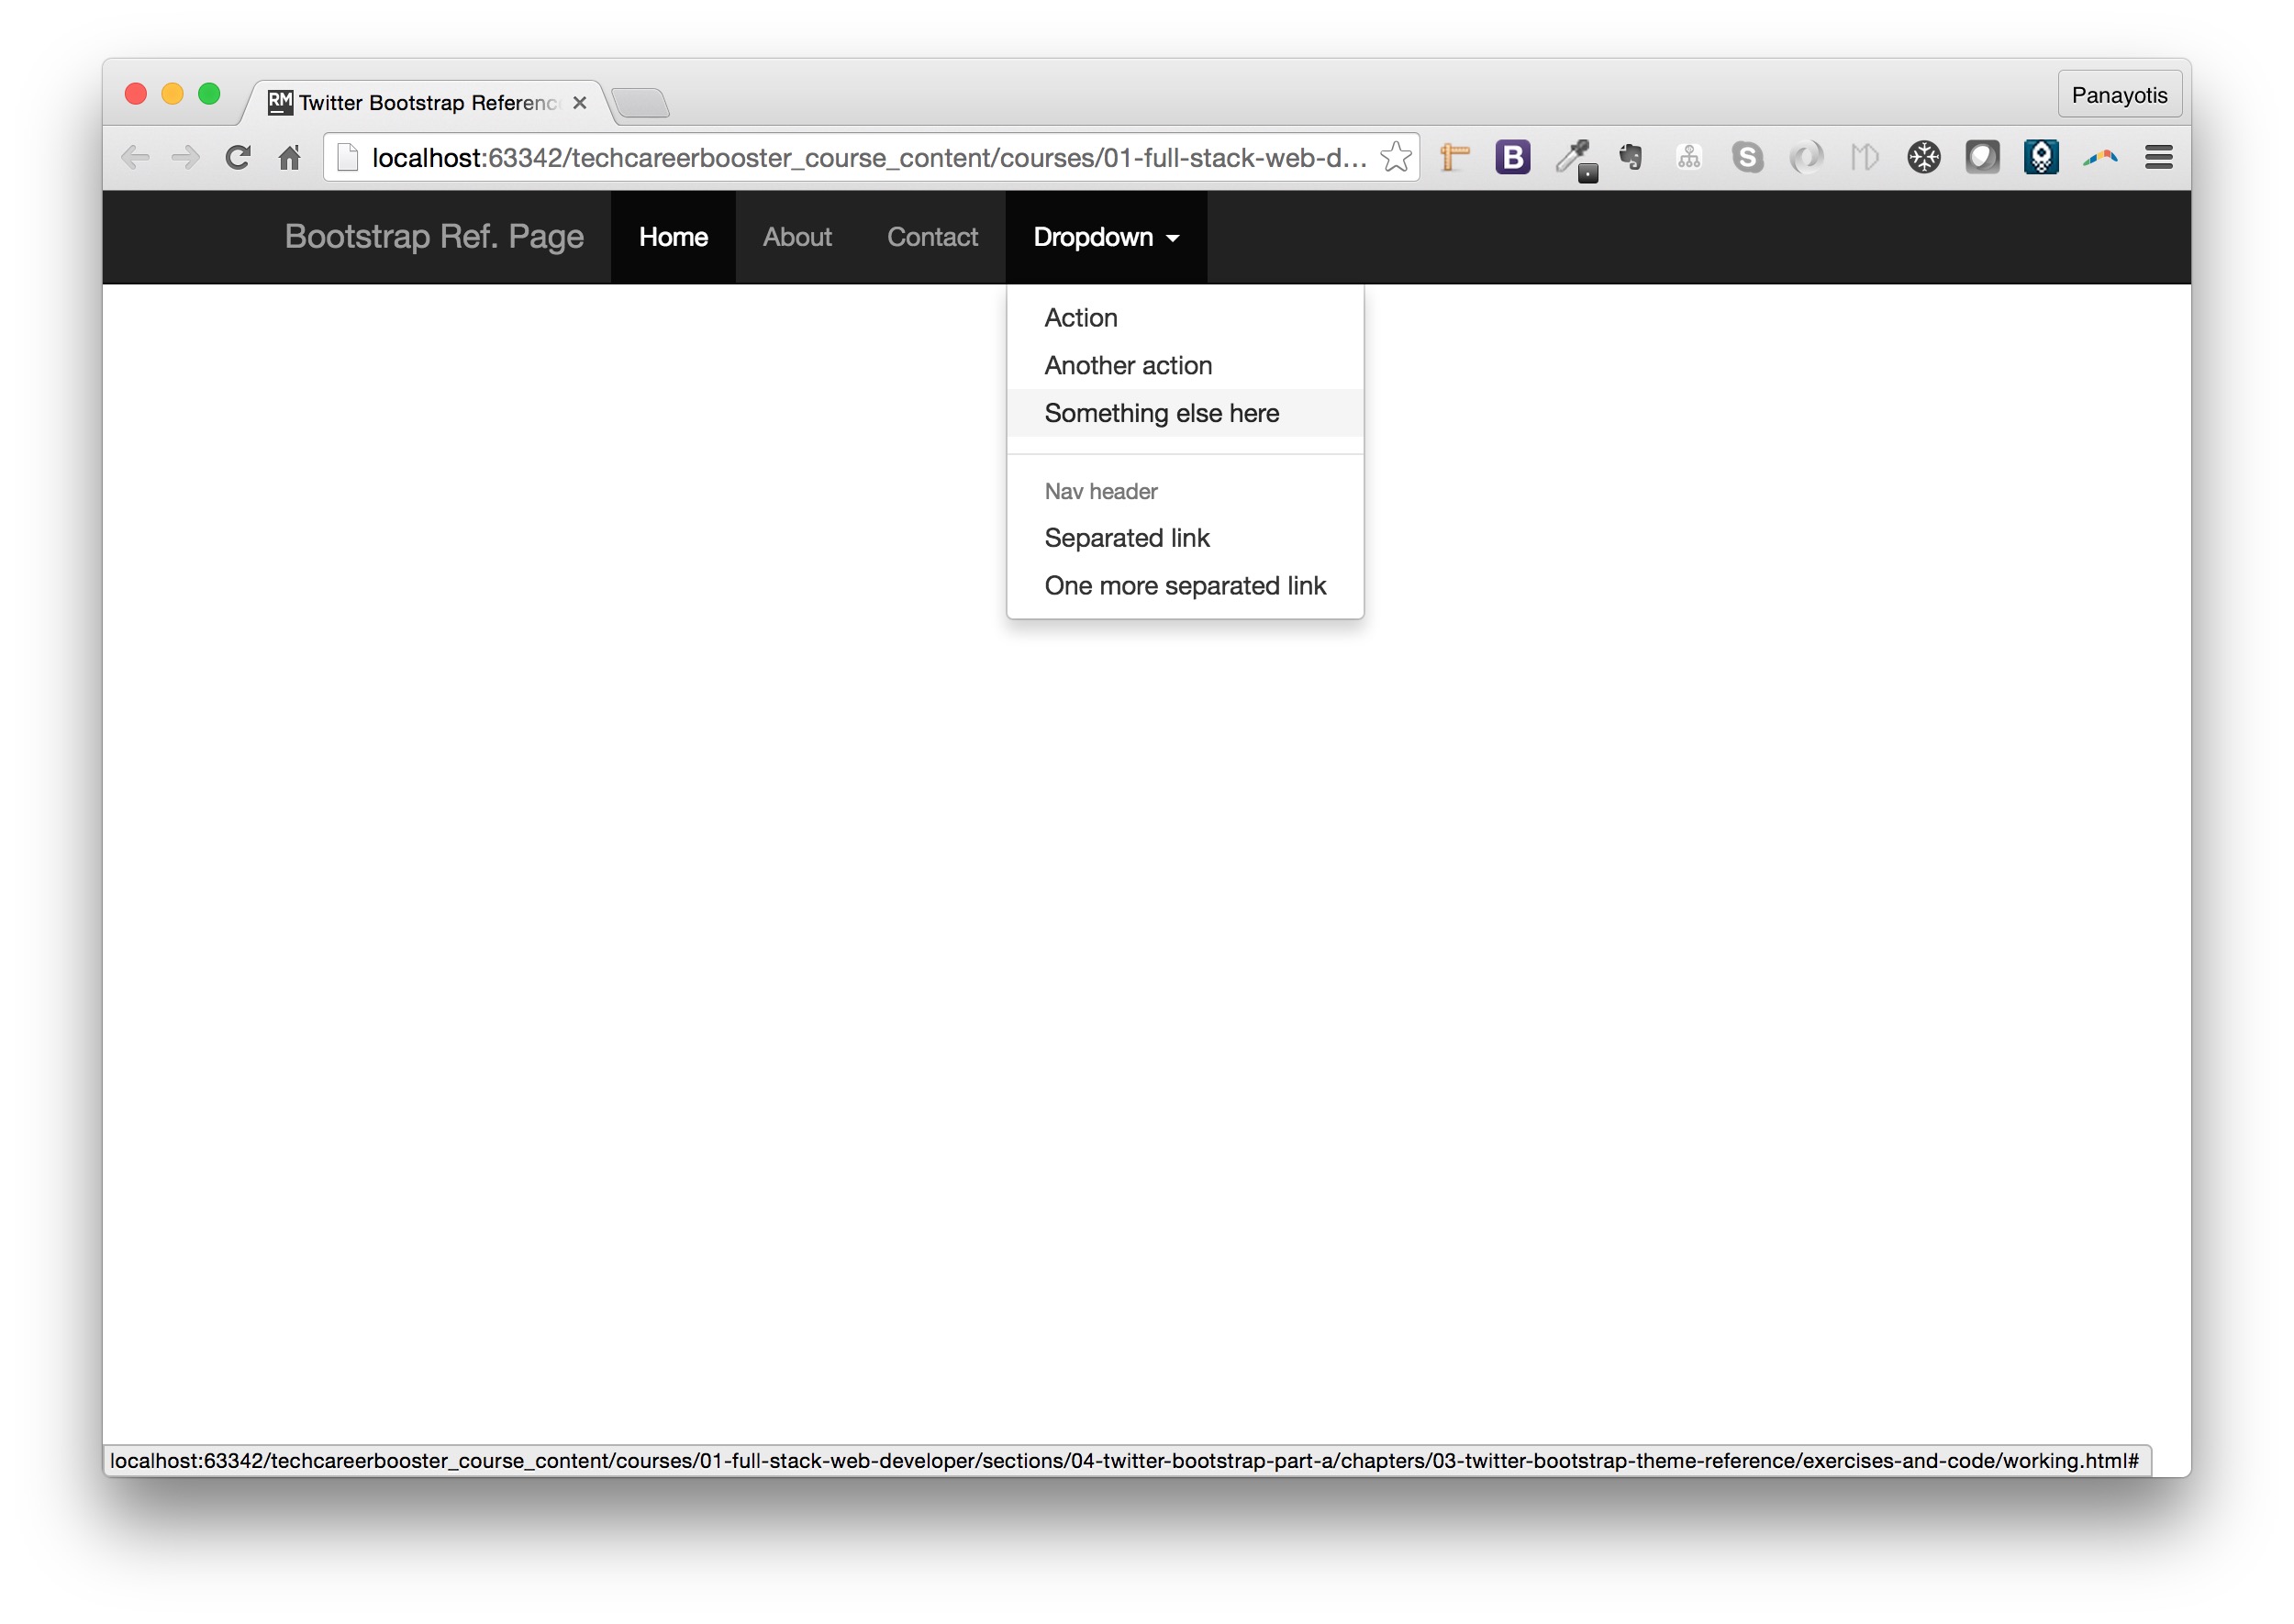 RM Twitter Bootstrap Referenc
Panayotis
localhost:63342/techcareerbooster_course_content/courses/01-full-stack-web-d...
B
S
Bootstrap Ref. Page Home About Contact Dropdown
Action
Another action
Something else here
Nav header
Separated link
One more separated link
localhost:63342/techcareerbooster_course_content/courses/01-full-stack-web-developer/sections/04-twitter-bootstrap-part-a/chapters/03-twitter-bootstrap-theme-reference/exercises-and-code/working.html#